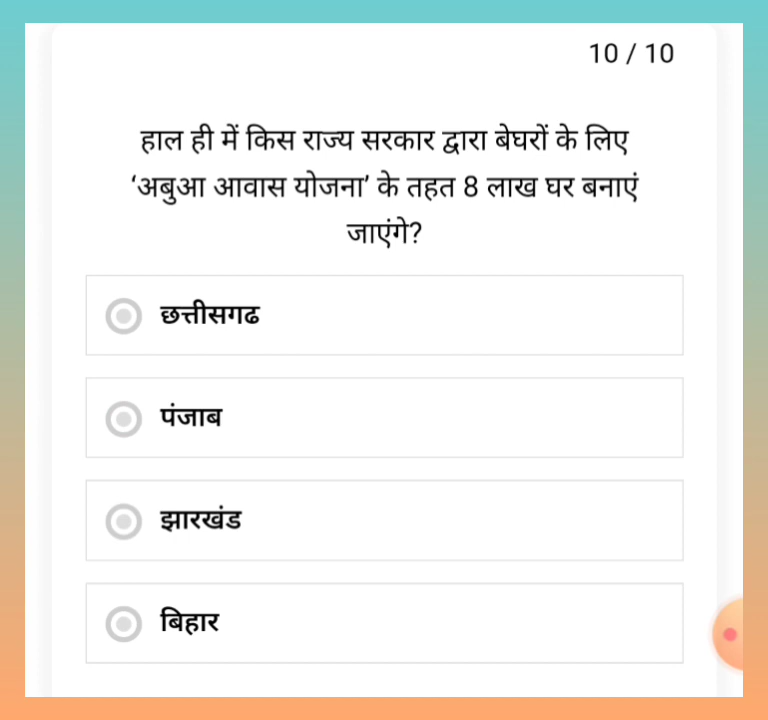 10 / 10
हाल ही में किस राज्य सरकार द्वारा बेघरों के लिए
‘अबुआ आवास योजना’ के तहत 8 लाख घर बनाएं
जाएंगे?
छत्तीसगढ
पंजाब
झारखंड
बिहार